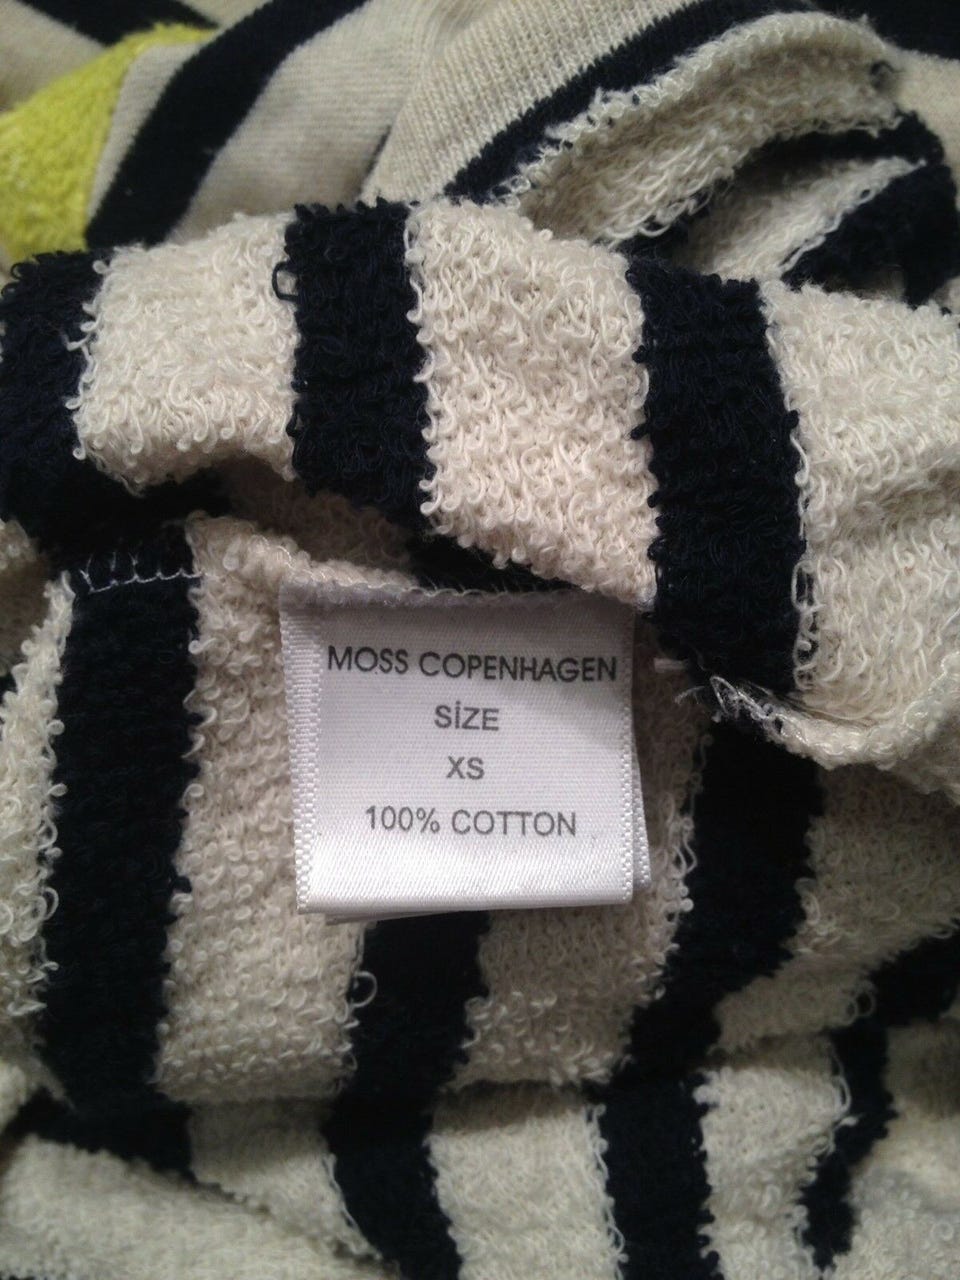 MOSS COPENHAGEN
SİZE
XS
100% COTTON